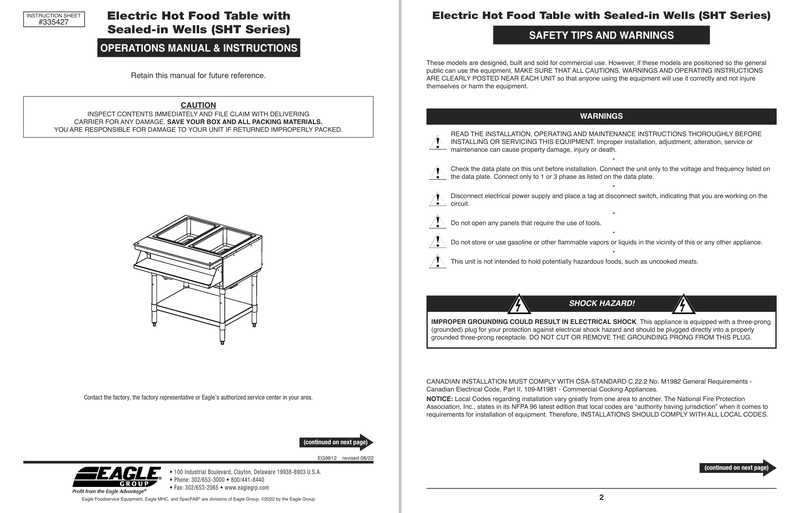 INSTRUCTION SHEET
#335427
Electric Hot Food Table with
Sealed-in Wells (SHT Series)
OPERATIONS MANUAL & INSTRUCTIONS
Retain this manual for future reference.
CAUTION
INSPECT CONTENTS IMMEDIATELY AND FILE CLAIM WITH DELIVERING
CARRIER FOR ANY DAMAGE. SAVE YOUR BOX AND ALL PACKING MATERIALS.
YOU ARE RESPONSIBLE FOR DAMAGE TO YOUR UNIT IF RETURNED IMPROPERLY PACKED.
Contact the factory, the factory representative or Eagle's authorized service center in your area.
(continued on next page)
EG9812 revised 08/22
EAGLE
GROUP
Profit from the Eagle Advantage®
• 100 Industrial Boulevard, Clayton, Delaware 19938-8903 U.S.A.
• Phone: 302/653-3000 • 800/441-8440
• Fax: 302/653-2065 • www.eaglegrp.com
Eagle Foodservice Equipment, Eagle MHC, and SpecFAB® are divisions of Eagle Group. ©2022 by the Eagle Group
Electric Hot Food Table with Sealed-in Wells (SHT Series)
SAFETY TIPS AND WARNINGS
These models are designed, built and sold for commercial use. However, if these models are positioned so the general
public can use the equipment, MAKE SURE THAT ALL CAUTIONS, WARNINGS AND OPERATING INSTRUCTIONS
ARE CLEARLY POSTED NEAR EACH UNIT so that anyone using the equipment will use it correctly and not injure
themselves or harm the equipment.
WARNINGS
READ THE INSTALLATION, OPERATING AND MAINTENANCE INSTRUCTIONS THOROUGHLY BEFORE
INSTALLING OR SERVICING THIS EQUIPMENT. Improper installation, adjustment, alteration, service or
maintenance can cause property damage, injury or death.
•
Check the data plate on this unit before installation. Connect the unit only to the voltage and frequency listed on
the data plate. Connect only to 1 or 3 phase as listed on the data plate.
•
Disconnect electrical power supply and place a tag at disconnect switch, indicating that you are working on the
circuit.
•
Do not open any panels that require the use of tools.
•
Do not store or use gasoline or other flammable vapors or liquids in the vicinity of this or any other appliance.
•
This unit is not intended to hold potentially hazardous foods, such as uncooked meats.
SHOCK HAZARD!
IMPROPER GROUNDING COULD RESULT IN ELECTRICAL SHOCK. This appliance is equipped with a three-prong
(grounded) plug for your protection against electrical shock hazard and should be plugged directly into a properly
grounded three-prong receptacle. DO NOT CUT OR REMOVE THE GROUNDING PRONG FROM THIS PLUG.
CANADIAN INSTALLATION MUST COMPLY WITH CSA-STANDARD C.22.2 No. M1982 General Requirements -
Canadian Electrical Code, Part II, 109-M1981 - Commercial Cooking Appliances.
NOTICE: Local Codes regarding installation vary greatly from one area to another. The National Fire Protection
Association, Inc., states in its NFPA 96 latest edition that local codes are "authority having jurisdiction" when it comes to
requirements for installation of equipment. Therefore, INSTALLATIONS SHOULD COMPLY WITH ALL LOCAL CODES.
(continued on next page)
2